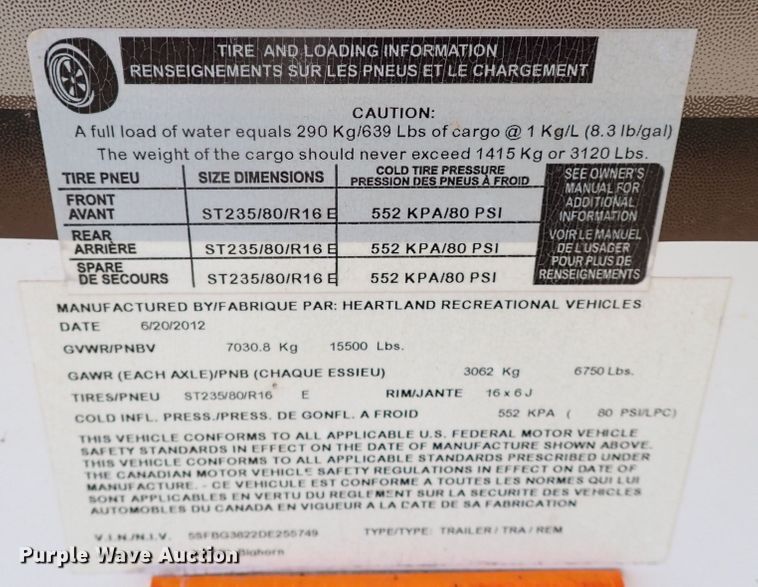 TIRE AND LOADING INFORMATION
RENSEIGNEMENTS SUR LES PNEUS ET LE CHARGEMENT
CAUTION:
A full load of water equals 290 Kg/639 Lbs of cargo @ 1 Kg/L (8.3 lb/gal)
The weight of the cargo should never exceed 1415 Kg or 3120 Lbs.
TIRE PNEU SIZE DIMENSIONS COLD TIRE PRESSURE
PRESSION DES PNEUS À FROID
FRONT
AVANT ST235/80/R16 E 552 KPA/80 PSI
REAR
ARRIÈRE ST235/80/R16 E 552 KPA/80 PSI
SPARE
DE SECOURS ST235/80/R16 E 552 KPA/80 PSI
SEE OWNER'S
MANUAL FOR
ADDITIONAL
INFORMATION
VOIR LE MANUEL
DE L'USAGER
POUR PLUS DE
RENSEIGNEMENTS
MANUFACTURED BY/FABRIQUE PAR: HEARTLAND RECREATIONAL VEHICLES
DATE 6/20/2012
GVWR/PNBV 7030.8 Kg 15500 Lbs.
GAWR (EACH AXLE)/PNB (CHAQUE ESSIEU) 3062 Kg 6750 Lbs.
TIRES/PNEU ST235/80/R16 E RIM/JANTE 16 x 6 J
COLD INFL. PRESS./PRESS. DE GONFL. A FROID 552 KPA ( 80 PSI/LPC)
THIS VEHICLE CONFORMS TO ALL APPLICABLE U.S. FEDERAL MOTOR VEHICLE
SAFETY STANDARDS IN EFFECT ON THE DATE OF MANUFACTURE SHOWN ABOVE.
THIS VEHICLE CONFORMS TO ALL APPLICABLE STANDARDS PRESCRIBED UNDER
THE CANADIAN MOTOR VEHICLE SAFETY REGULATIONS IN EFFECT ON DATE OF
MANUFACTURE. - CE VEHICULE EST CONFORME A TOUTES LES NORMES QUI LUI
SONT APPLICABLES EN VERTU DU REGLEMENT SUR LA SECURITE DES VEHICLES
AUTOMOBILES DU CANADA EN VIGUEUR A LA DATE DE SA FABRICATION
V.I.N./N.I.V. 5SFBG3822DE255749 TYPE/TYPE: TRAILER / TRA / REM
Bighorn
Purple Wave Auction